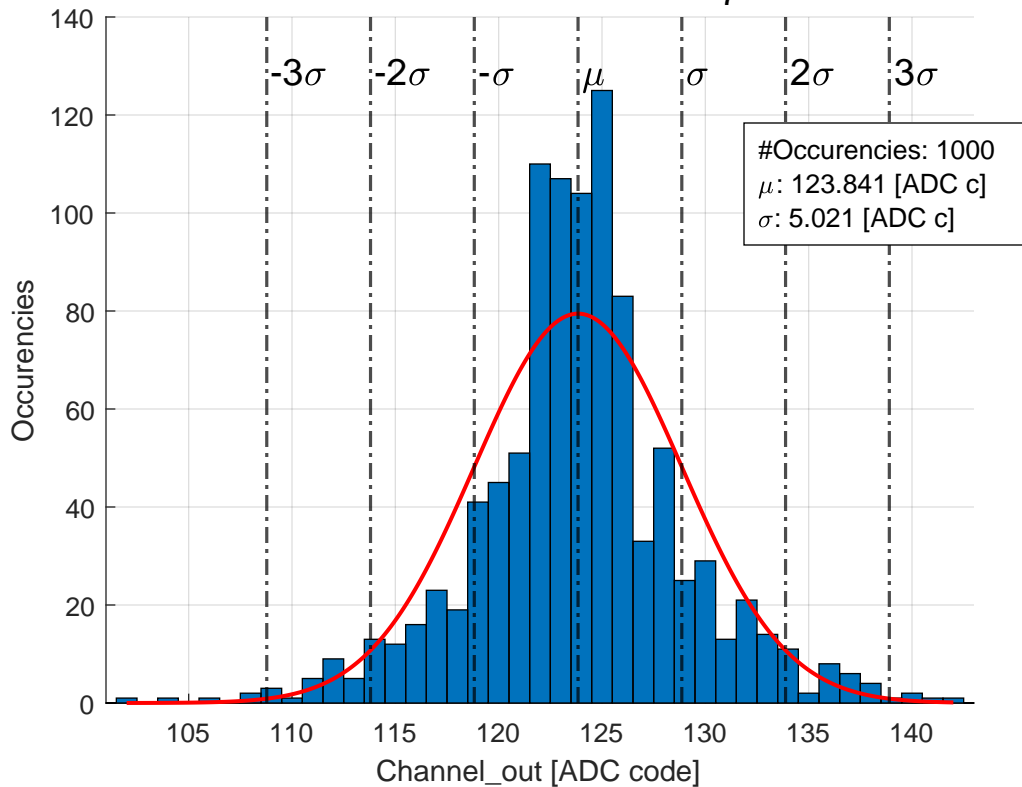 140
120
100
80
60
40
20
0
Occurencies
-3σ
-2σ
-σ
μ
σ
2σ
3σ
#Occurencies: 1000
μ: 123.841 [ADC c]
σ: 5.021 [ADC c]
105
110
115
120
125
130
135
140
Channel_out [ADC code]